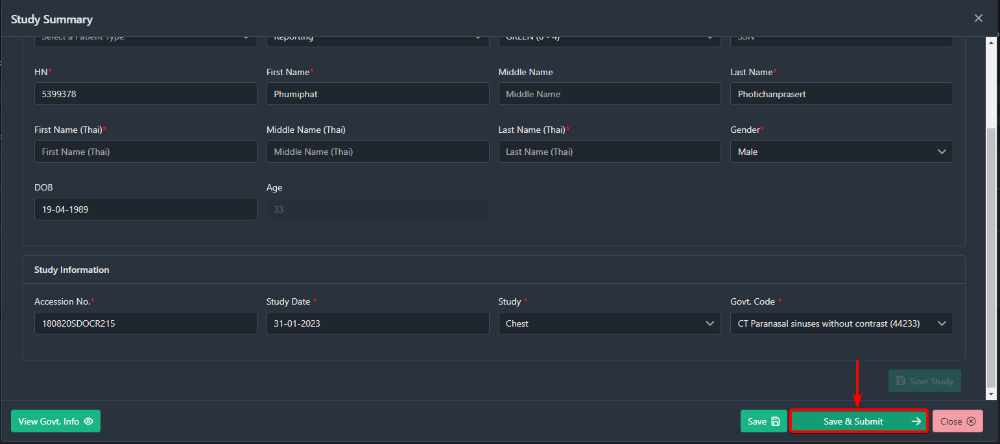 Study Summary
Select a Patient Type Reporting GREEN (0 - 4) SSN
HN* First Name* Middle Name Last Name*
5399378 Phumiphat Middle Name Photichanprasert
First Name (Thai)* Middle Name (Thai) Last Name (Thai)* Gender*
First Name (Thai) Middle Name (Thai) Last Name (Thai) Male
DOB Age
19-04-1989 33
Study Information
Accession No.* Study Date * Study * Govt. Code *
180820SDOCR215 31-01-2023 Chest CT Paranasal sinuses without contrast (44233)
Save Study
View Govt. Info Save Save & Submit Close